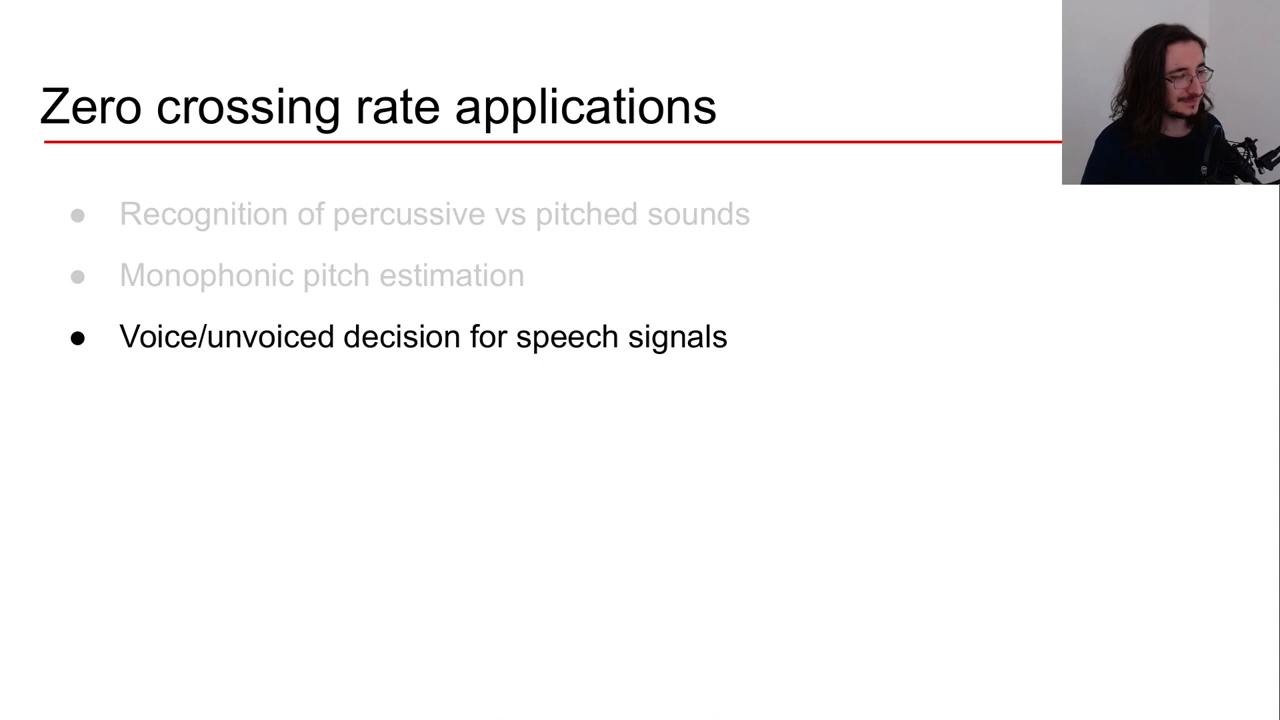 Zero crossing rate applications
● Recognition of percussive vs pitched sounds
● Monophonic pitch estimation
● Voice/unvoiced decision for speech signals